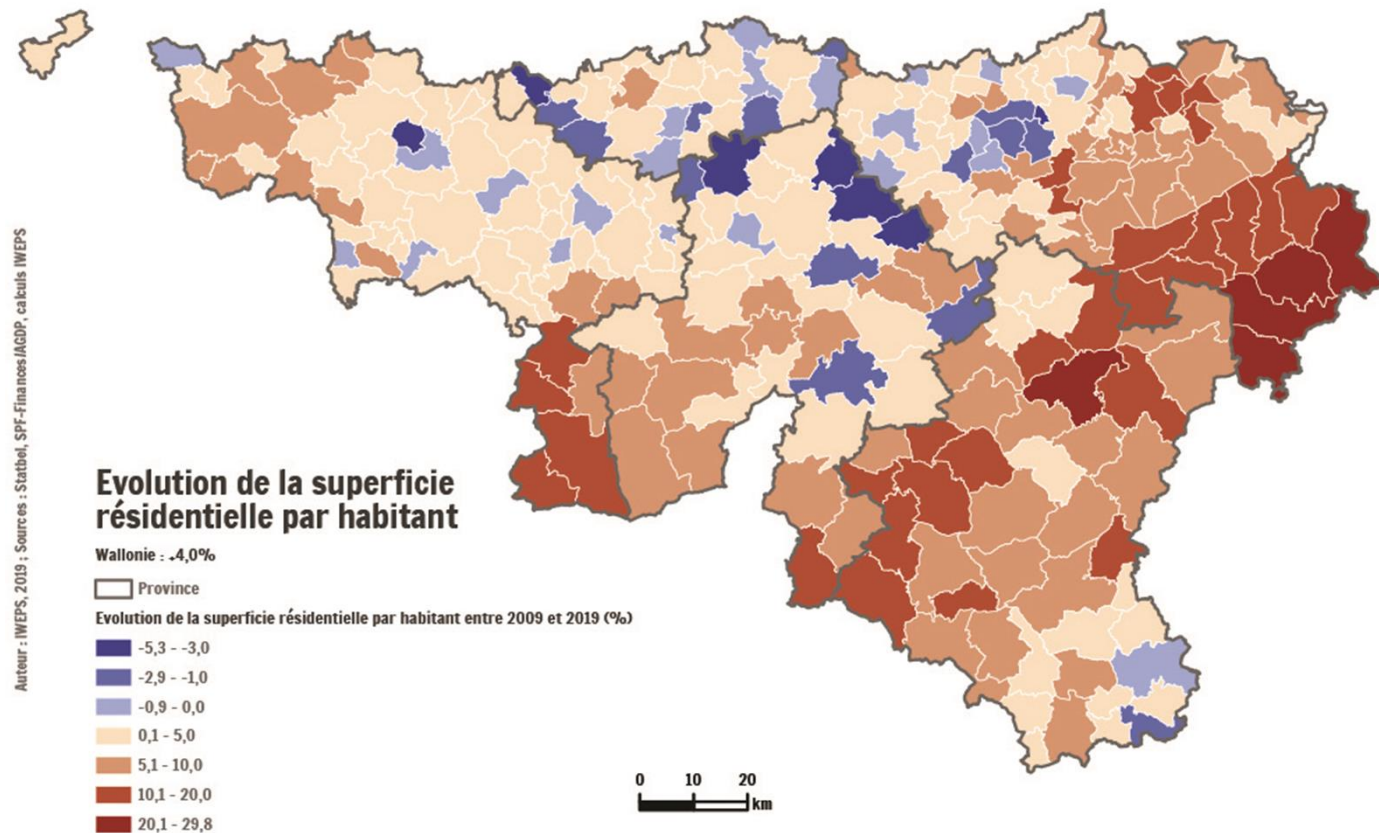 Evolution de la superficie
résidentielle par habitant
Wallonie : +4,0%
Province
Evolution de la superficie résidentielle par habitant entre 2009 et 2019 (%)
-5,3 - -3,0
-2,9 - -1,0
-0,9 - 0,0
0,1 - 5,0
5,1 - 10,0
10,1 - 20,0
20,1 - 29,8
0 10 20
km
Auteur : IWEPS, 2019 ; Sources : Statbel, SPF-Finances/AGDP, calculs IWEPS